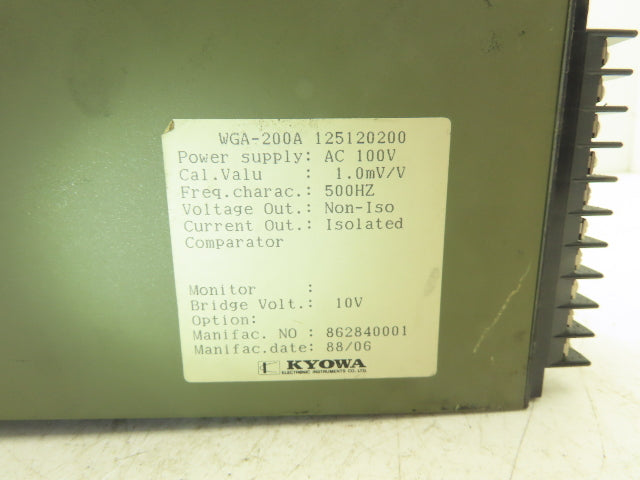 WGA-200A 125120200
Power supply: AC 100V
Cal.Valu : 1.0mV/V
Freq.charac.: 500HZ
Voltage Out.: Non-Iso
Current Out.: Isolated
Comparator
Monitor :
Bridge Volt.: 10V
Option:
Manifac. NO : 862840001
Manifac.date: 88/06
KYOWA
ELECTRONIC INSTRUMENTS CO., LTD.